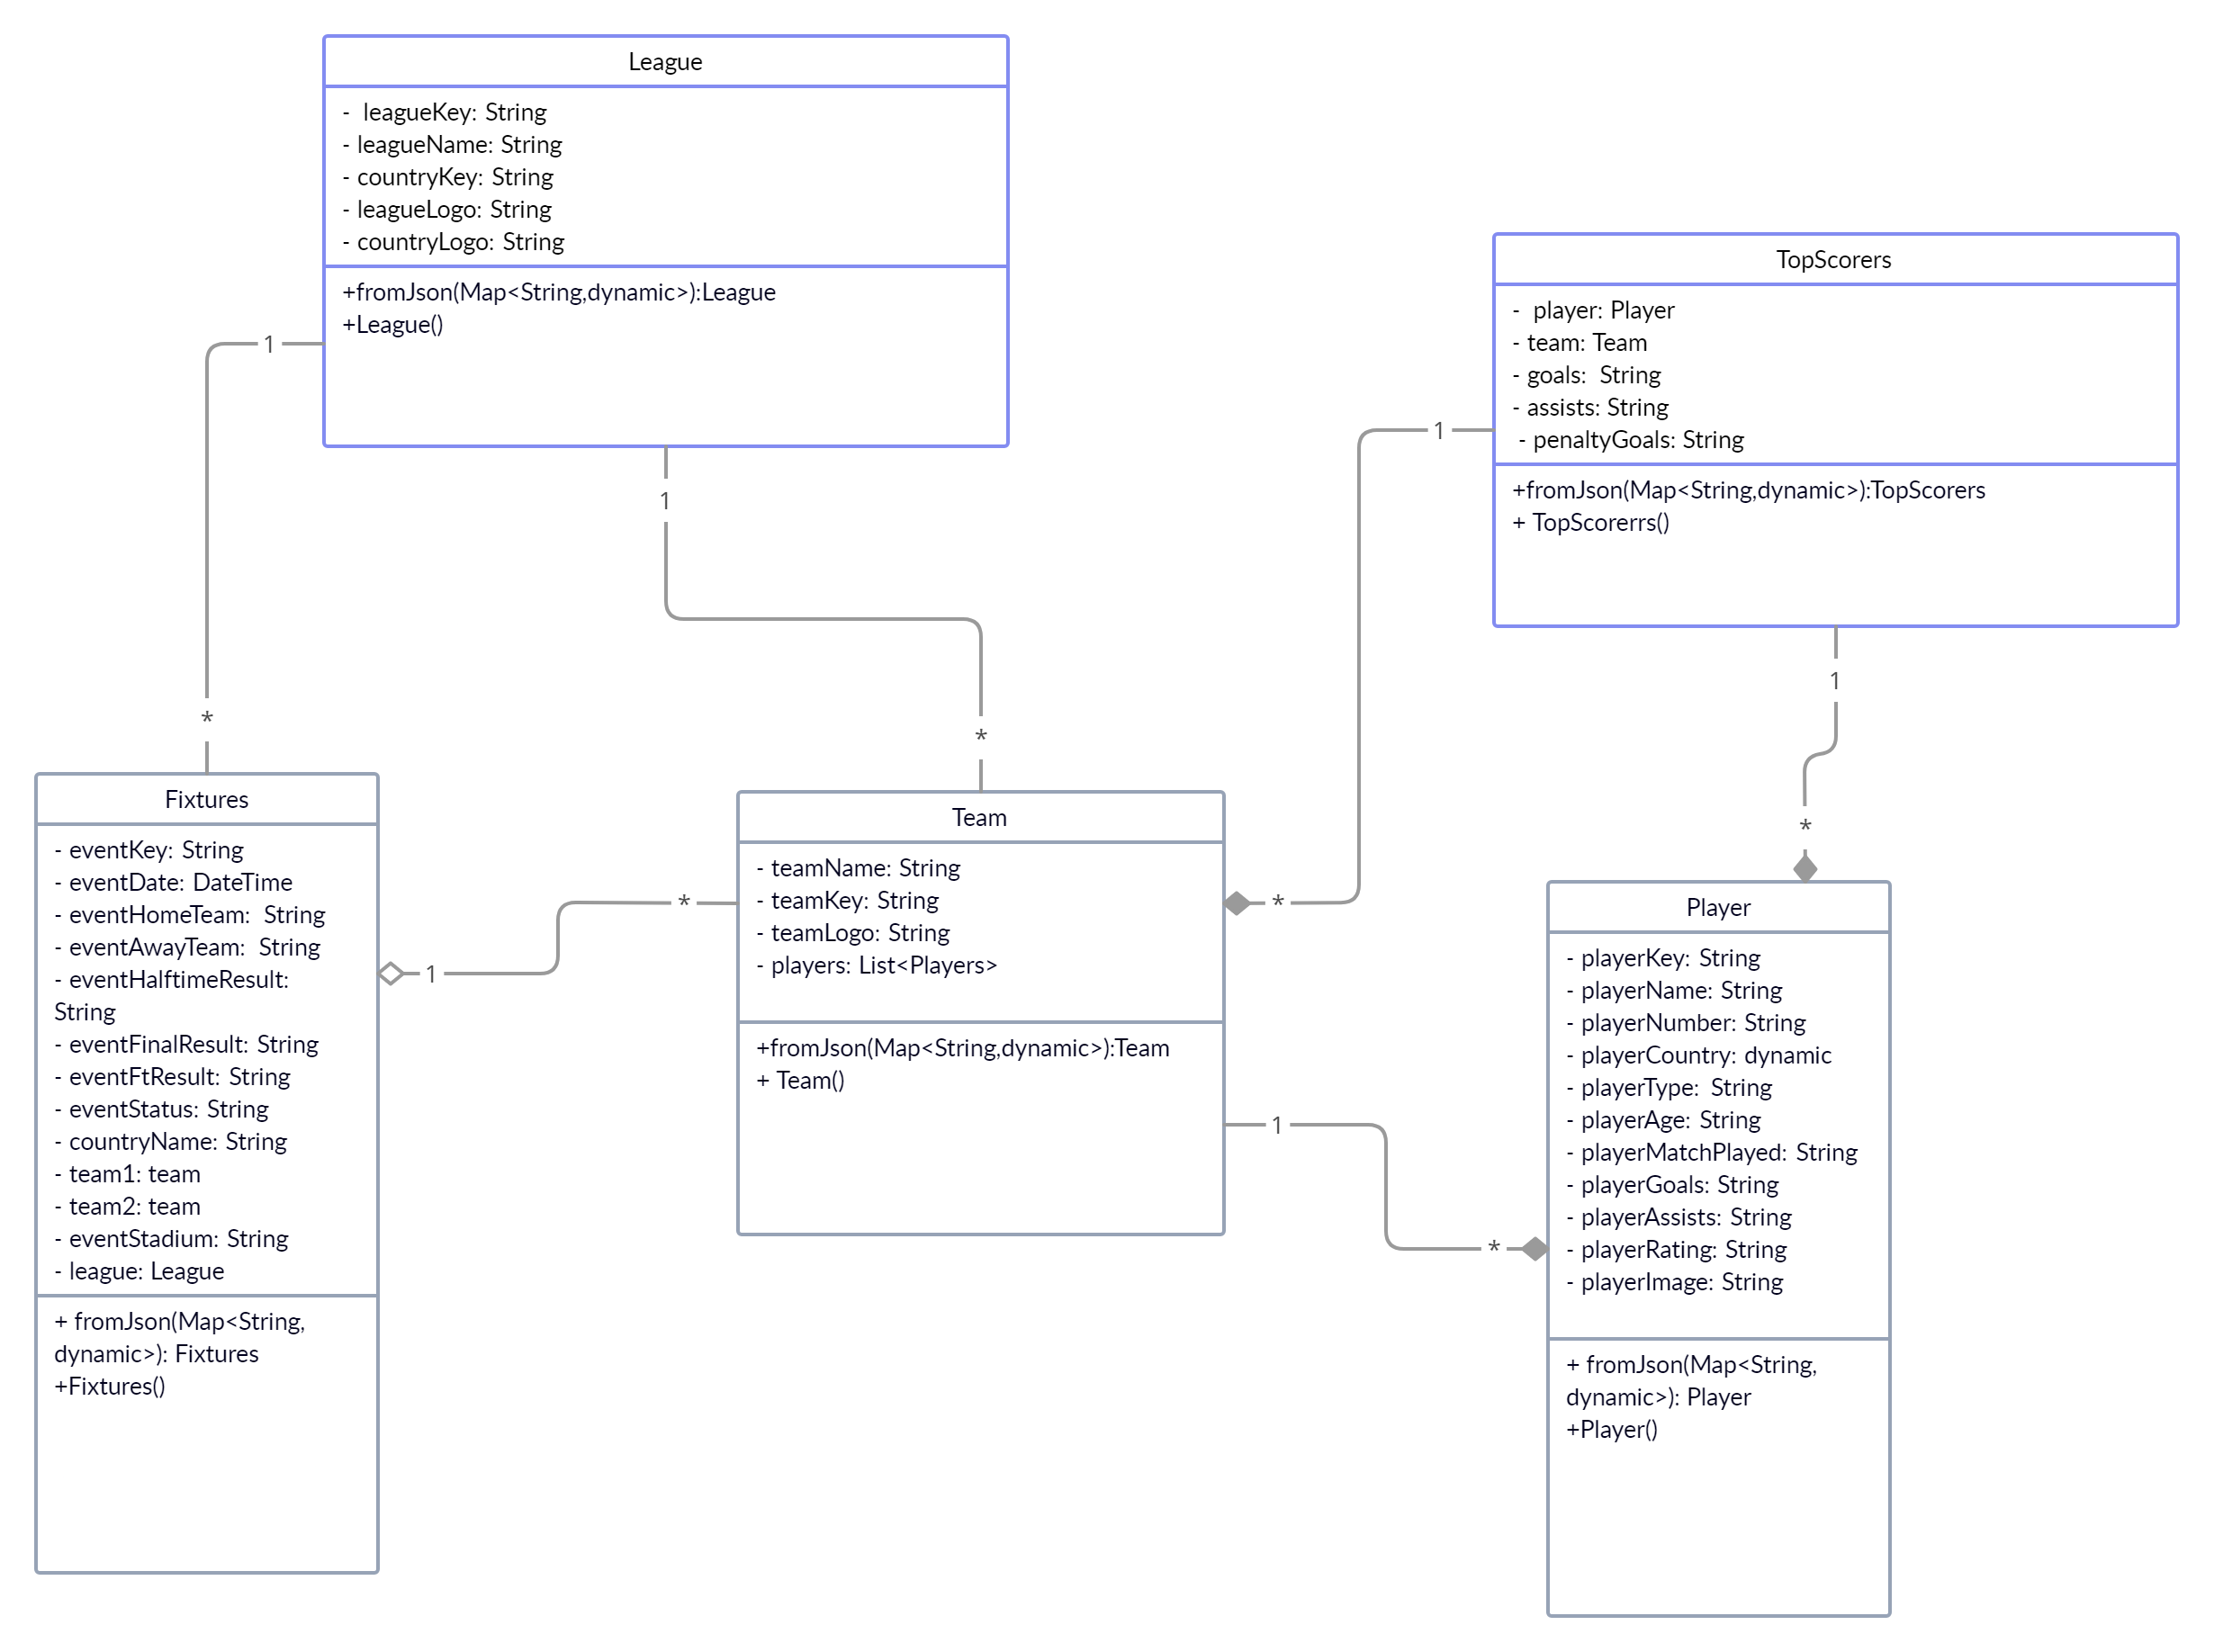 League
- leagueKey: String
- leagueName: String
- countryKey: String
- leagueLogo: String
- countryLogo: String
+fromJson(Map<String,dynamic>):League
+League()
1
*
1
*
TopScorers
- player: Player
- team: Team
- goals: String
- assists: String
- penaltyGoals: String
+fromJson(Map<String,dynamic>):TopScorers
+ TopScorerrs()
1
*
1
*
Fixtures
- eventKey: String
- eventDate: DateTime
- eventHomeTeam: String
- eventAwayTeam: String
- eventHalftimeResult:
String
- eventFinalResult: String
- eventFtResult: String
- eventStatus: String
- countryName: String
- team1: team
- team2: team
- eventStadium: String
- league: League
+ fromJson(Map<String,
dynamic>): Fixtures
+Fixtures()
1
*
Team
- teamName: String
- teamKey: String
- teamLogo: String
- players: List<Players>
+fromJson(Map<String,dynamic>):Team
+ Team()
1
*
Player
- playerKey: String
- playerName: String
- playerNumber: String
- playerCountry: dynamic
- playerType: String
- playerAge: String
- playerMatchPlayed: String
- playerGoals: String
- playerAssists: String
- playerRating: String
- playerImage: String
+ fromJson(Map<String,
dynamic>): Player
+Player()